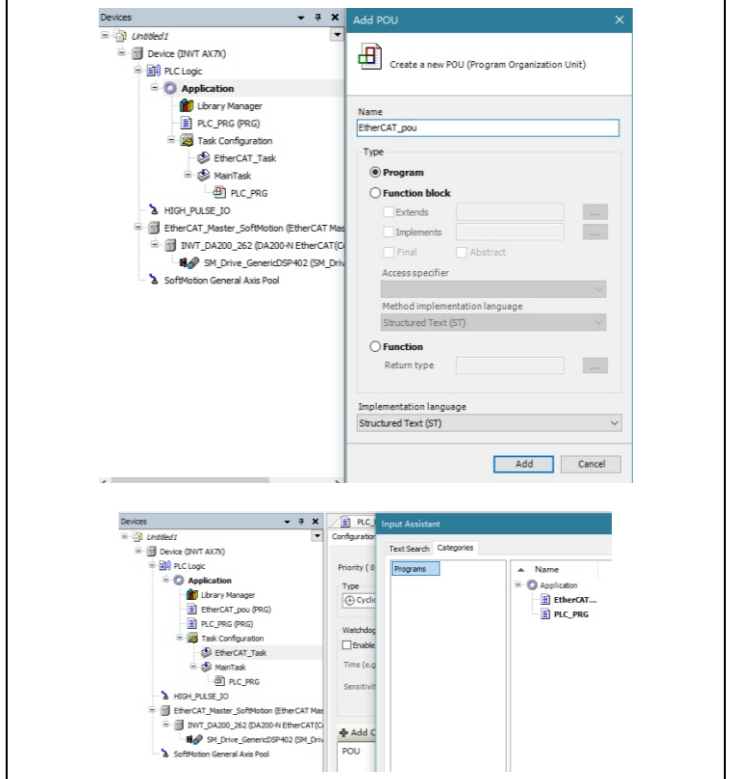 Devices
Untitled1
Device (INVT AX7X)
PLC Logic
Application
Library Manager
PLC_PRG (PRG)
Task Configuration
EtherCAT_Task
MainTask
PLC_PRG
HIGH_PULSE_IO
EtherCAT_Master_SoftMotion (EtherCAT Mas
INVT_DA200_262 (DA200-N EtherCAT(C
SM_Drive_GenericDSP402 (SM_Driv
SoftMotion General Axis Pool
Add POU
Create a new POU (Program Organization Unit)
Name
EtherCAT_pou
Type
Program
Function block
Extends
...
Implements
...
Final Abstract
Access specifier
Method implementation language
Structured Text (ST)
Function
Return type
...
Implementation language
Structured Text (ST)
Add Cancel
Devices
Untitled1
Device (INVT AX7X)
PLC Logic
Application
Library Manager
EtherCAT_pou (PRG)
PLC_PRG (PRG)
Task Configuration
EtherCAT_Task
MainTask
PLC_PRG
HIGH_PULSE_IO
EtherCAT_Master_SoftMotion (EtherCAT Mas
INVT_DA200_262 (DA200-N EtherCAT(C
SM_Drive_GenericDSP402 (SM_Driv
SoftMotion General Axis Pool
PLC_
Configuration
Priority ( 0
Type
Cyclic
Watchdog
Enable
Time (e.g
Sensitivit
Add C
POU
Input Assistant
Text Search Categories
Programs
Name
Application
EtherCAT...
PLC_PRG